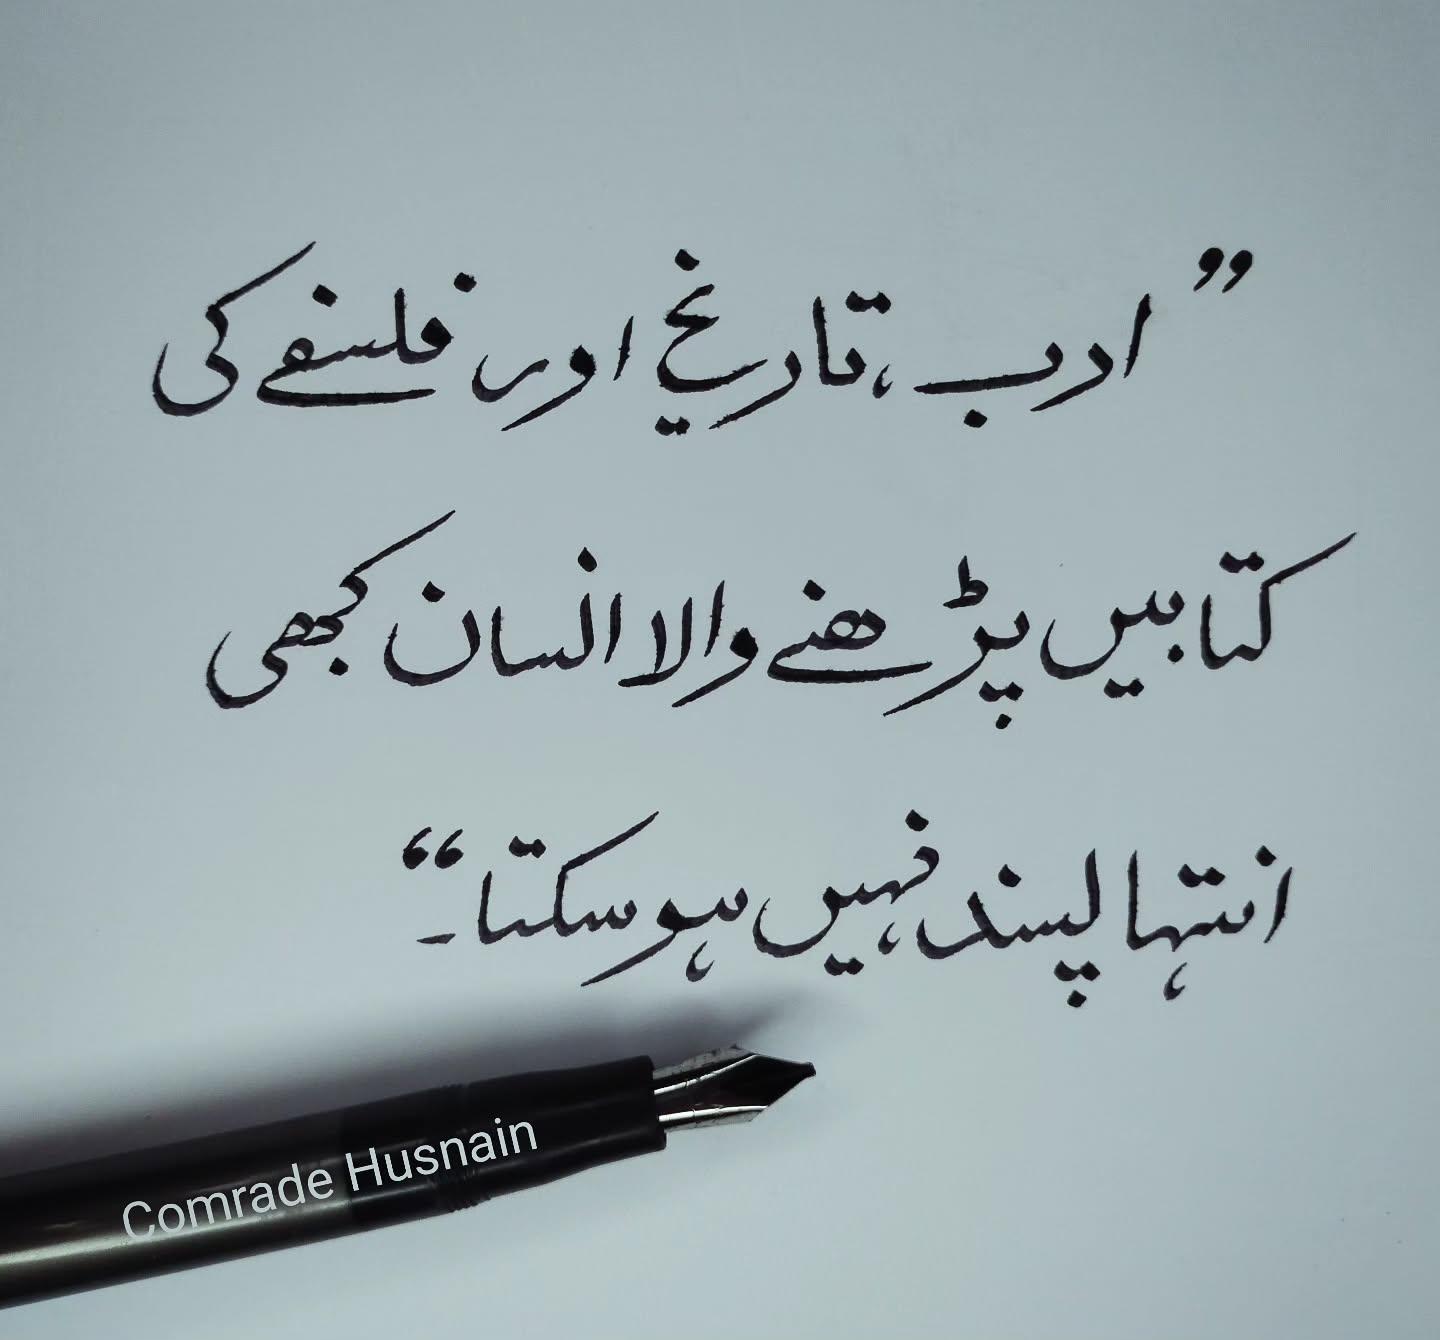 ”ادب، تاریخ اور فلسفے کی
کتابیں پڑھنے والا انسان کبھی
انتہا پسند نہیں ہو سکتا۔“
Comrade Husnain